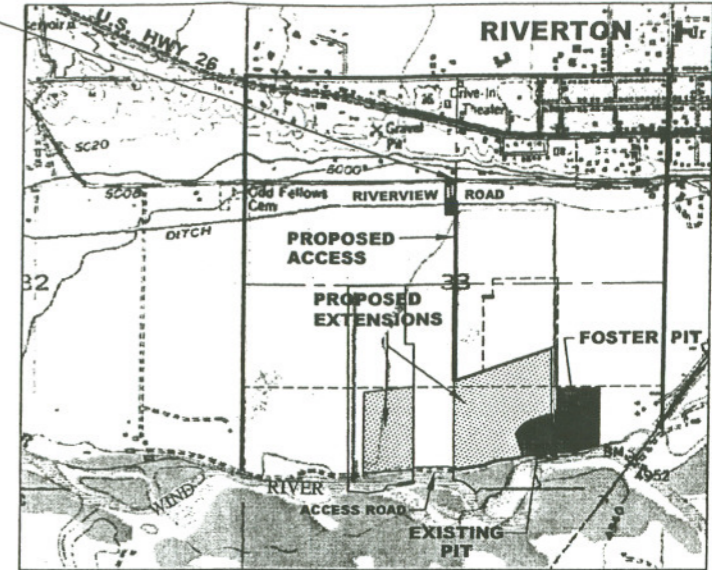 U.S. HWY 26
RIVERTON
Drive-In
Theater
Gravel
Pit
SC20
5000
SC08
Odd Fellows
Cem
RIVERVIEW ROAD
DITCH
PROPOSED
ACCESS
32
33
PROPOSED
EXTENSIONS
FOSTER PIT
4952
WIND
RIVER
ACCESS ROAD
EXISTING
PIT